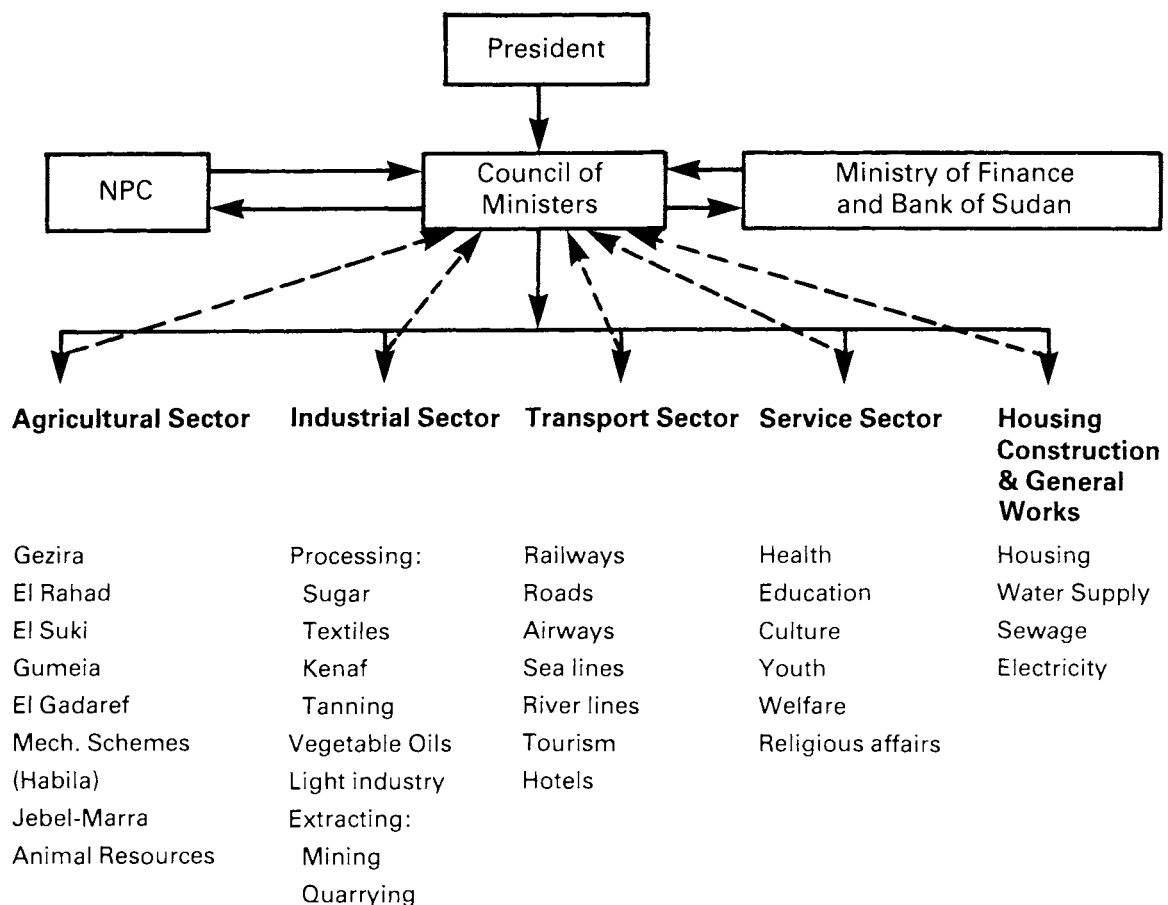 President
NPC
Council of
Ministers
Ministry of Finance
and Bank of Sudan
Agricultural Sector
Gezira
El Rahad
El Suki
Gumeia
El Gadaref
Mech. Schemes
(Habila)
Jebel-Marra
Animal Resources
Industrial Sector
Processing:
Sugar
Textiles
Kenaf
Tanning
Vegetable Oils
Light industry
Extracting:
Mining
Quarrying
Transport Sector
Railways
Roads
Airways
Sea lines
River lines
Tourism
Hotels
Service Sector
Health
Education
Culture
Youth
Welfare
Religious affairs
Housing
Construction
& General
Works
Housing
Water Supply
Sewage
Electricity